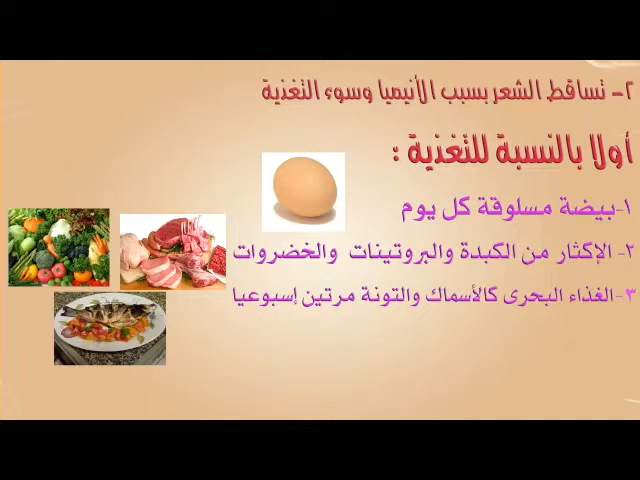 ٢- تساقط الشعر بسبب الأنيميا وسوء التغذية
أولا بالنسبة للتغذية :
١-بيضة مسلوقة كل يوم
٢- الإكثار من الكبدة والبروتينات والخضروات
٣-الغذاء البحرى كالأسماك والتونة مرتين إسبوعيا